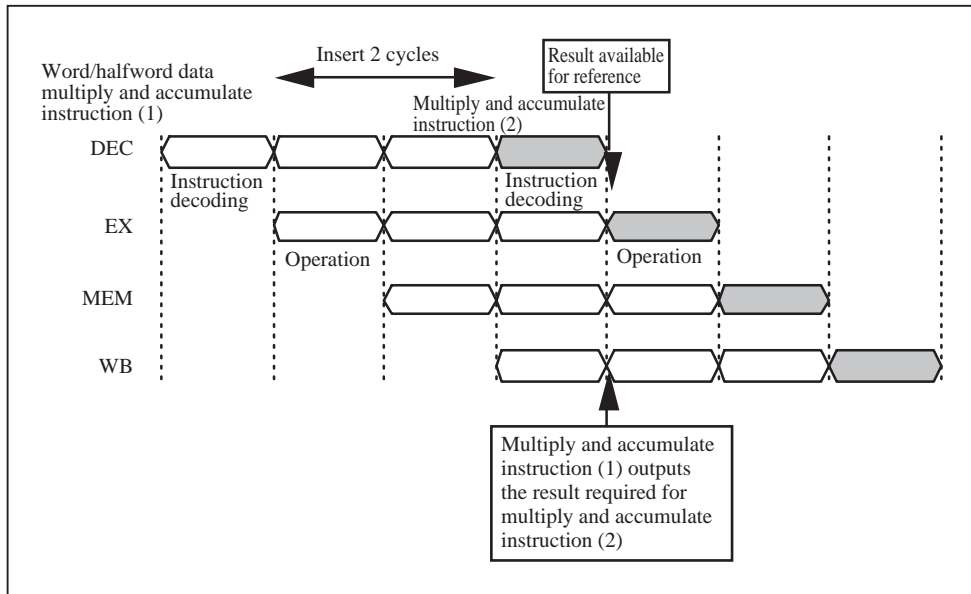 Insert 2 cycles
Result available
for reference
Word/halfword data
multiply and accumulate
instruction (1)
Multiply and accumulate
instruction (2)
DEC
Instruction
decoding
Instruction
decoding
EX
Operation
Operation
MEM
WB
Multiply and accumulate
instruction (1) outputs
the result required for
multiply and accumulate
instruction (2)